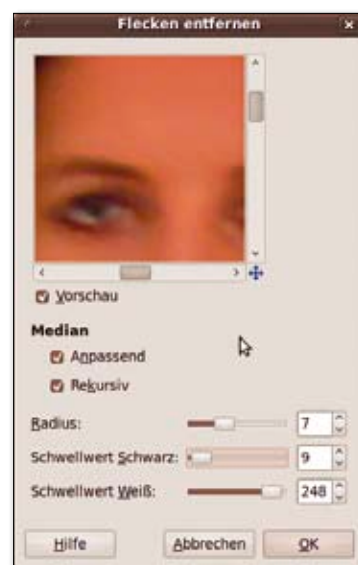 Flecken entfernen
Vorschau
Median
Anpassend
Rekursiv
Radius: 7
Schwellwert Schwarz: 9
Schwellwert Weiß: 248
Hilfe Abbrechen OK